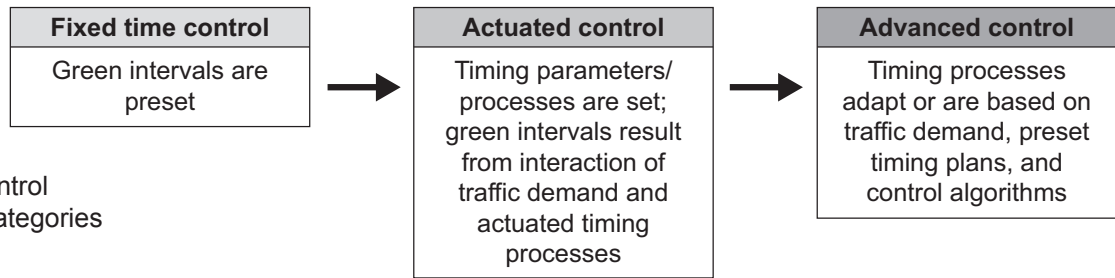 Fixed time control
Green intervals are
preset
Actuated control
Timing parameters/
processes are set;
green intervals result
from interaction of
traffic demand and
actuated timing
processes
Advanced control
Timing processes
adapt or are based on
traffic demand, preset
timing plans, and
control algorithms
ntrol
ategories